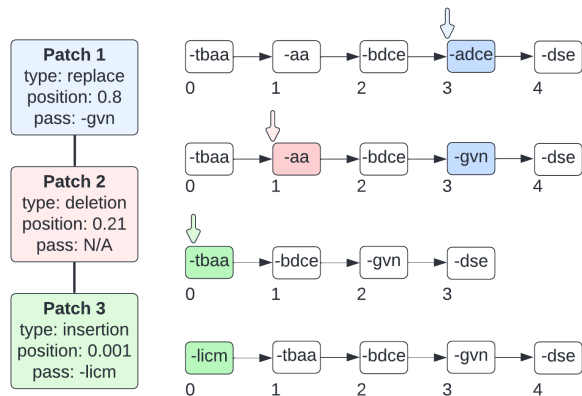 Patch 1
type: replace
position: 0.8
pass: -gvn
Patch 2
type: deletion
position: 0.21
pass: N/A
Patch 3
type: insertion
position: 0.001
pass: -licm
-tbaa -aa -bdce -adce -dse
0 1 2 3 4
-tbaa -aa -bdce -gvn -dse
0 1 2 3 4
-tbaa -bdce -gvn -dse
0 1 2 3
-licm -tbaa -bdce -gvn -dse
0 1 2 3 4